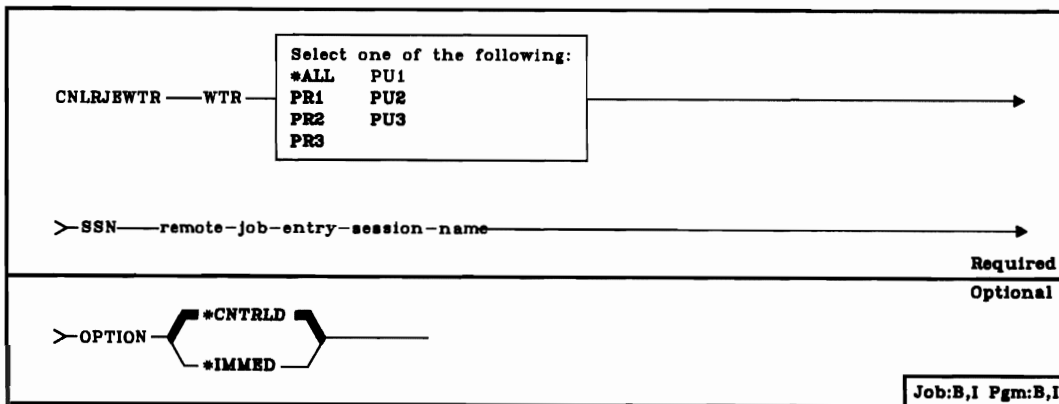 Select one of the following:
*ALL PU1
CNLRJEWTR WTR PR1 PU2
PR2 PU3
PR3
>SSN remote-job-entry-session-name
Required
Optional
*CNTRLD
>OPTION
*IMMED
Job:B,I Pgm:B,I